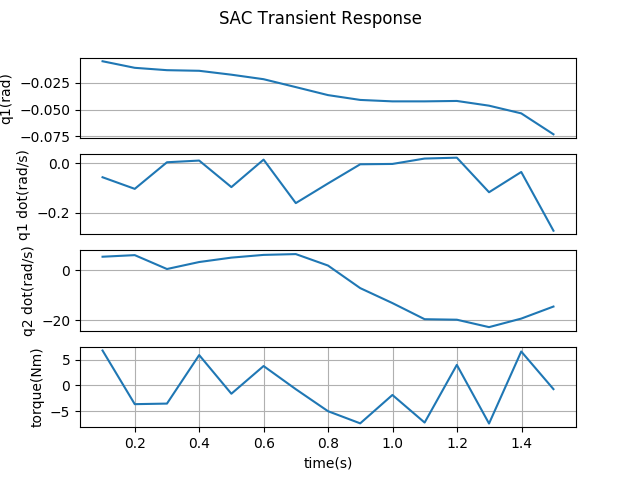 SAC Transient Response
q1(rad)
−0.025
−0.050
−0.075
q1 dot(rad/s)
0.0
−0.2
q2 dot(rad/s)
0
−20
torque(Nm)
5
0
−5
0.2 0.4 0.6 0.8 1.0 1.2 1.4
time(s)